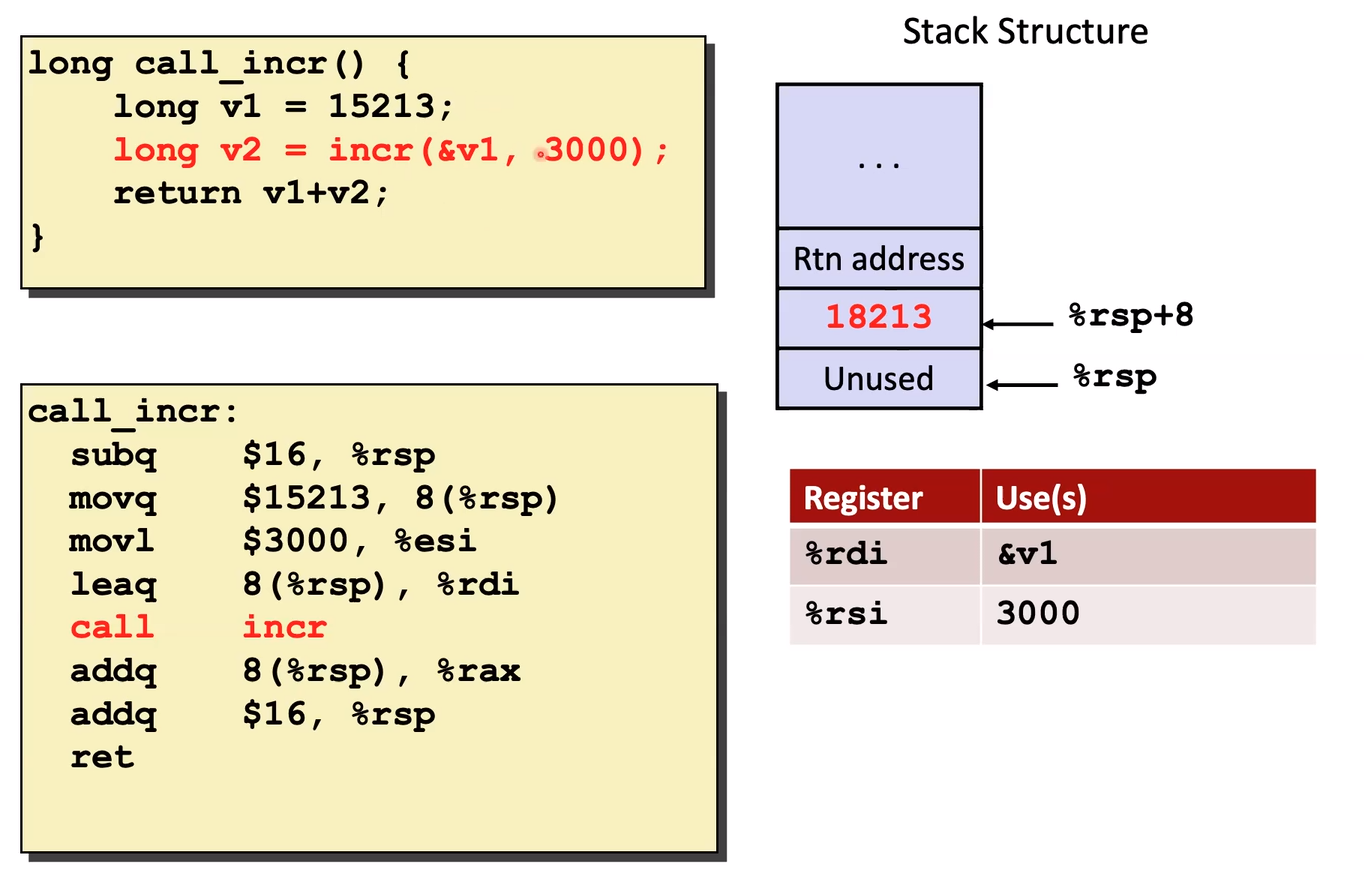 Stack Structure
long call_incr() {
    long v1 = 15213;
    long v2 = incr(&v1, 3000);
    return v1+v2;
}
...
Rtn address
18213
%rsp+8
Unused
%rsp
call_incr:
  subq    $16, %rsp
  movq    $15213, 8(%rsp)
  movl    $3000, %esi
  leaq    8(%rsp), %rdi
  call    incr
  addq    8(%rsp), %rax
  addq    $16, %rsp
  ret
Register Use(s)
%rdi &v1
%rsi 3000